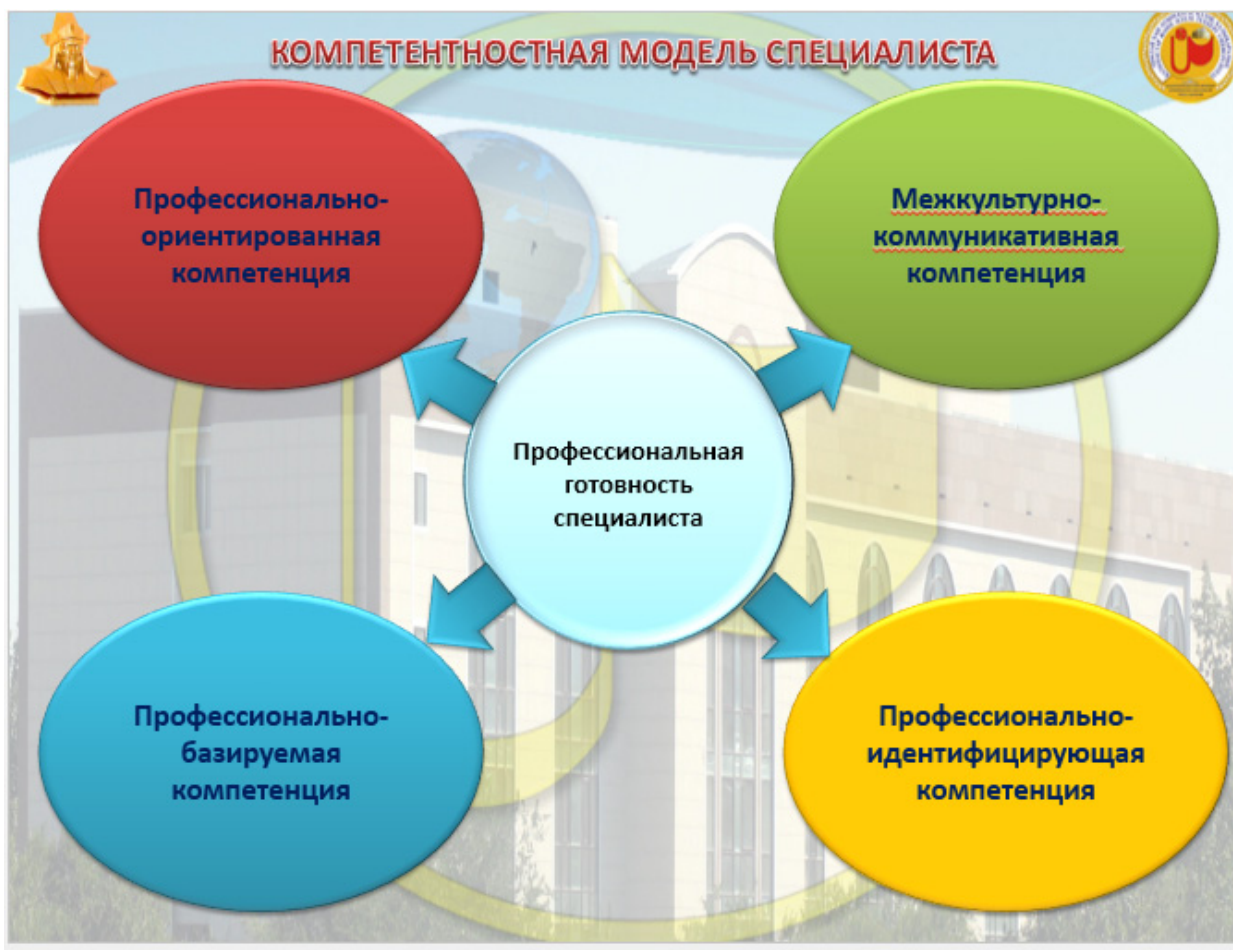 КОМПЕТЕНТНОСТНАЯ МОДЕЛЬ СПЕЦИАЛИСТА
Профессионально-
ориентированная
компетенция
Межкультурно-
коммуникативная
компетенция
Профессиональная
готовность
специалиста
Профессионально-
базируемая
компетенция
Профессионально-
идентифицирующая
компетенция